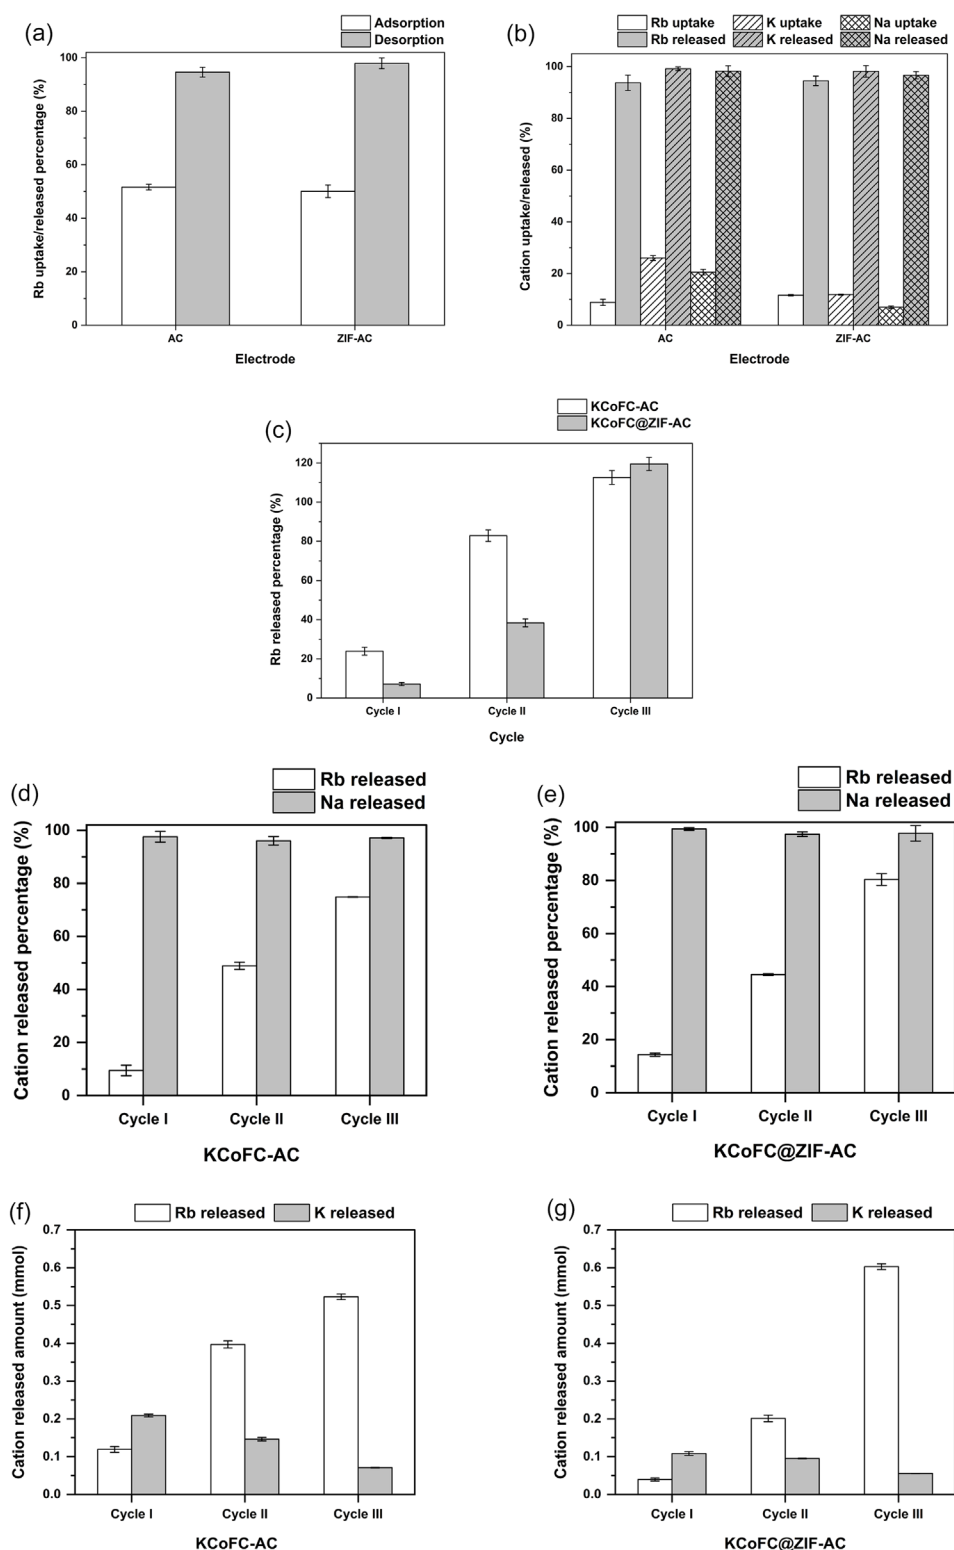 (a)
Adsorption
Desorption
Rb uptake/released percentage (%)
100
80
60
40
20
0
AC
ZIF-AC
Electrode
(b)
Rb uptake
K uptake
Na uptake
Rb released
K released
Na released
Cation uptake/released (%)
100
80
60
40
20
0
AC
ZIF-AC
Electrode
(c)
KCoFC-AC
KCoFC@ZIF-AC
Rb released percentage (%)
120
100
80
60
40
20
0
Cycle I
Cycle II
Cycle III
Cycle
(d)
Rb released
Na released
Cation released percentage (%)
100
80
60
40
20
0
Cycle I
Cycle II
Cycle III
KCoFC-AC
(e)
Rb released
Na released
Cation released percentage (%)
100
80
60
40
20
0
Cycle I
Cycle II
Cycle III
KCoFC@ZIF-AC
(f)
Rb released
K released
Cation released amount (mmol)
0.7
0.6
0.5
0.4
0.3
0.2
0.1
0.0
Cycle I
Cycle II
Cycle III
KCoFC-AC
(g)
Rb released
K released
Cation released amount (mmol)
0.7
0.6
0.5
0.4
0.3
0.2
0.1
0.0
Cycle I
Cycle II
Cycle III
KCoFC@ZIF-AC